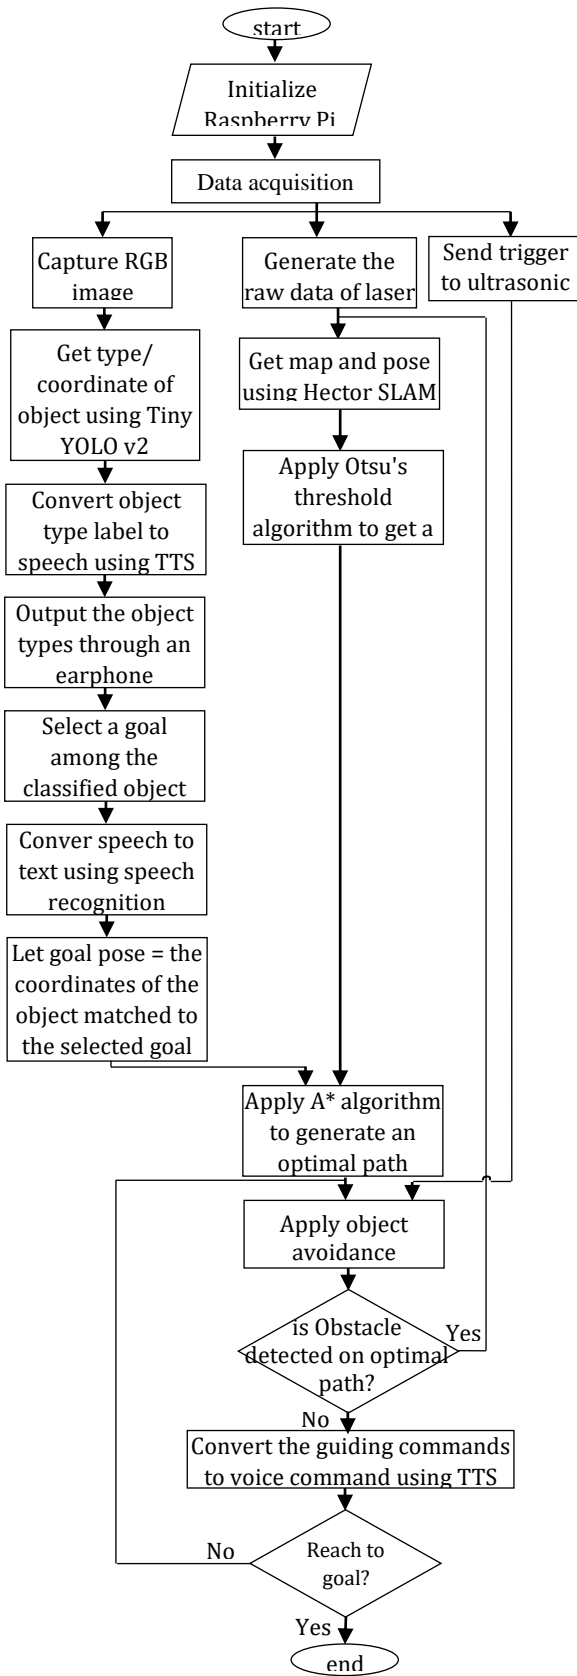 start
Initialize
Raspberry Pi
Data acquisition
Capture RGB
image
Generate the
raw data of laser
Send trigger
to ultrasonic
Get type/
coordinate of
object using Tiny
YOLO v2
Get map and pose
using Hector SLAM
Apply Otsu's
threshold
algorithm to get a
Convert object
type label to
speech using TTS
Output the object
types through an
earphone
Select a goal
among the
classified object
Conver speech to
text using speech
recognition
Let goal pose = the
coordinates of the
object matched to
the selected goal
Apply A* algorithm
to generate an
optimal path
Apply object
avoidance
is Obstacle
detected on optimal
path?
Yes
No
Convert the guiding commands
to voice command using TTS
Reach to
goal?
No
Yes
end